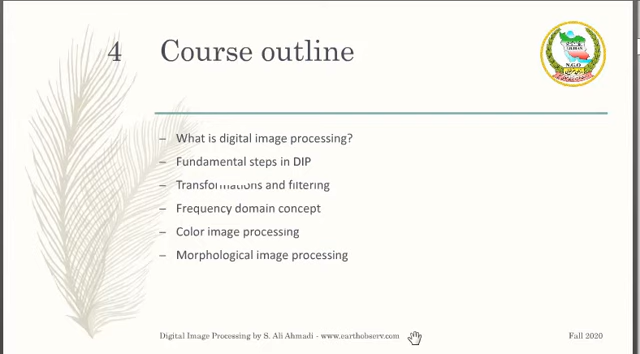 4 Course outline
– What is digital image processing?
– Fundamental steps in DIP
– Transformations and filtering
– Frequency domain concept
– Color image processing
– Morphological image processing
Digital Image Processing by S. Ali Ahmadi - www.earthobserv.com
Fall 2020